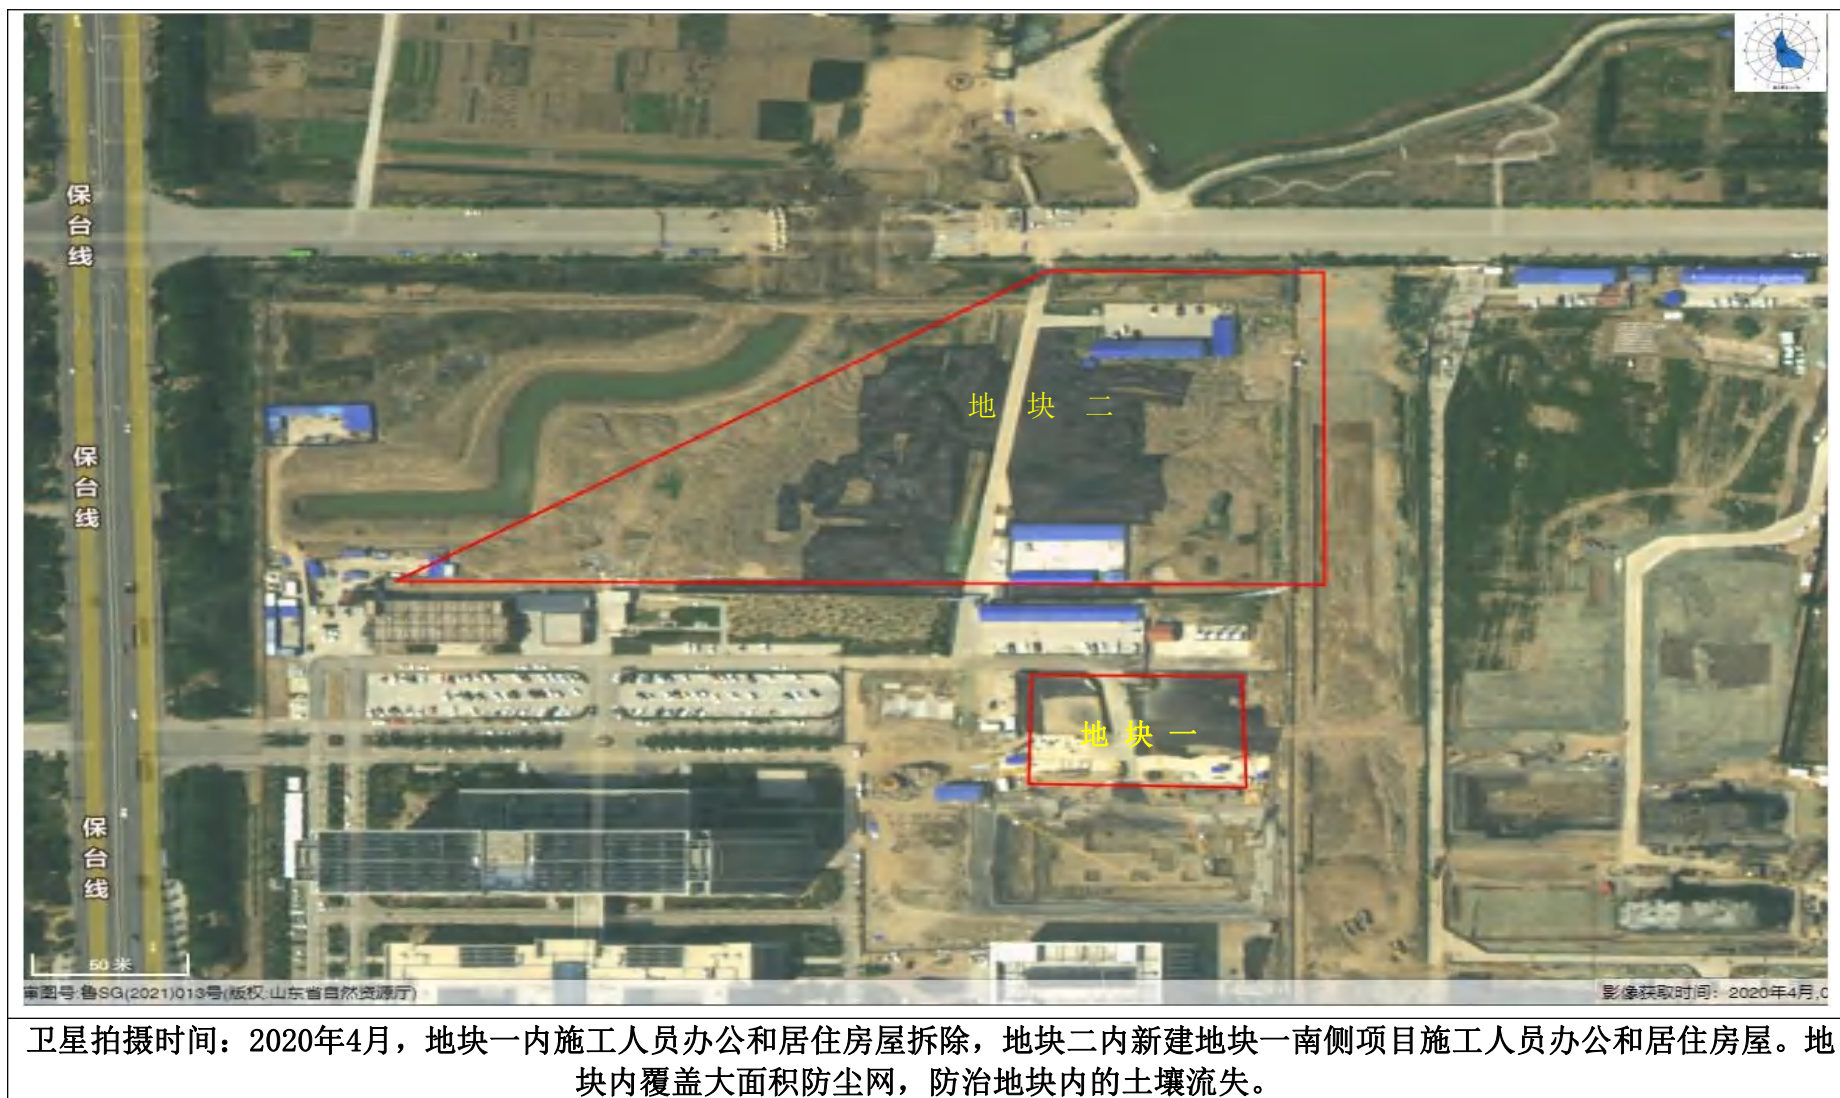 保台线
地块二
保台线
地块一
保台线
50 米
审图号:鲁SG(2021)013号(版权:山东省自然资源厅)
影像获取时间：2020年4月,0
卫星拍摄时间：2020年4月，地块一内施工人员办公和居住房屋拆除，地块二内新建地块一南侧项目施工人员办公和居住房屋。地
块内覆盖大面积防尘网，防治地块内的土壤流失。